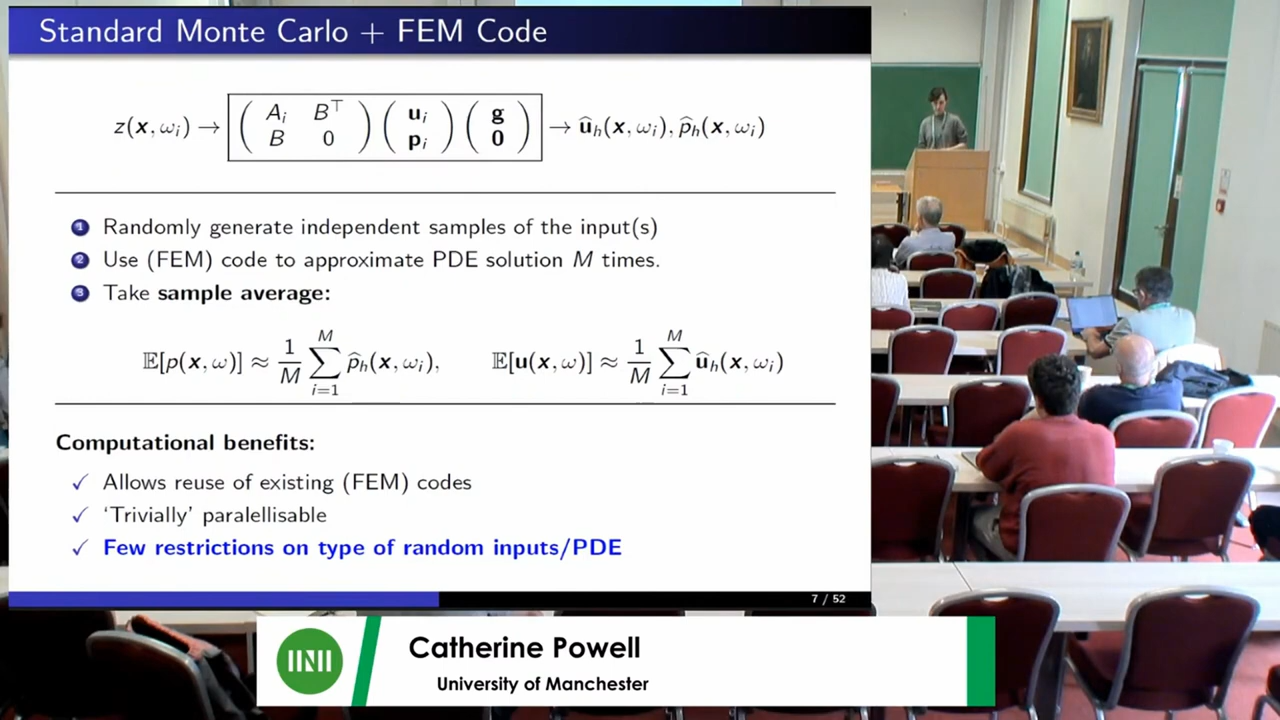 Standard Monte Carlo + FEM Code
z(x, ωᵢ) → ( Aᵢ B⊤ B 0 ) ( uᵢ pᵢ ) ( g 0 ) → ûₕ(x, ωᵢ), p̂ₕ(x, ωᵢ)
1 Randomly generate independent samples of the input(s)
2 Use (FEM) code to approximate PDE solution M times.
3 Take sample average:
𝔼[p(x, ω)] ≈ 1/M ∑ᵢ₌₁ᴹ p̂ₕ(x, ωᵢ), 𝔼[u(x, ω)] ≈ 1/M ∑ᵢ₌₁ᴹ ûₕ(x, ωᵢ)
Computational benefits:
✓ Allows reuse of existing (FEM) codes
✓ ‘Trivially’ paralellisable
✓ Few restrictions on type of random inputs/PDE
7 / 52
Catherine Powell
University of Manchester